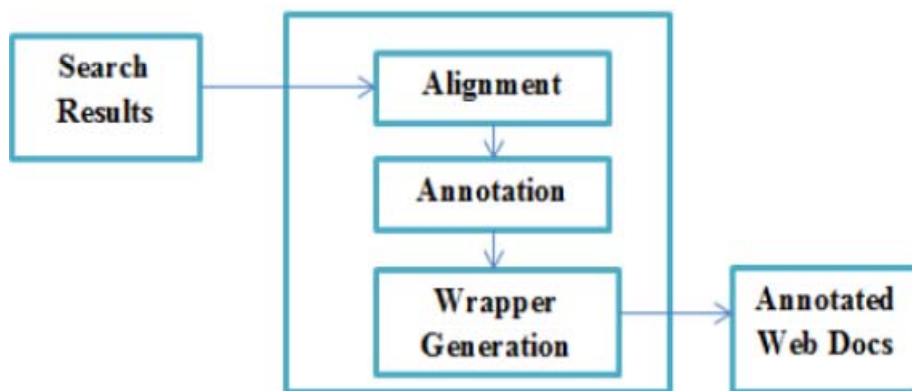 Search
Results
Alignment
Annotation
Wrapper
Generation
Annotated
Web Docs